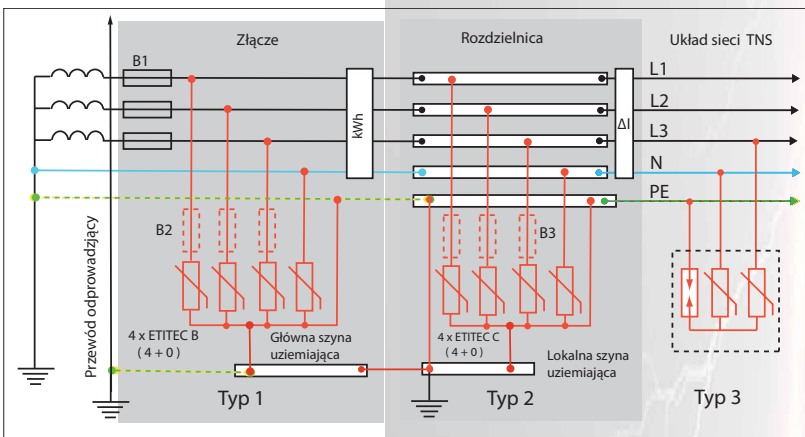 Złącze
Rozdzielnica
Układ sieci TNS
B1
L1
L2
L3
N
PE
kWh
ΔI
Przewód odprowadzający
B2
B3
4 x ETITEC B
( 4 + 0 )
Główna szyna
uziemiająca
4 x ETITEC C
( 4 + 0 )
Lokalna szyna
uziemiająca
Typ 1
Typ 2
Typ 3